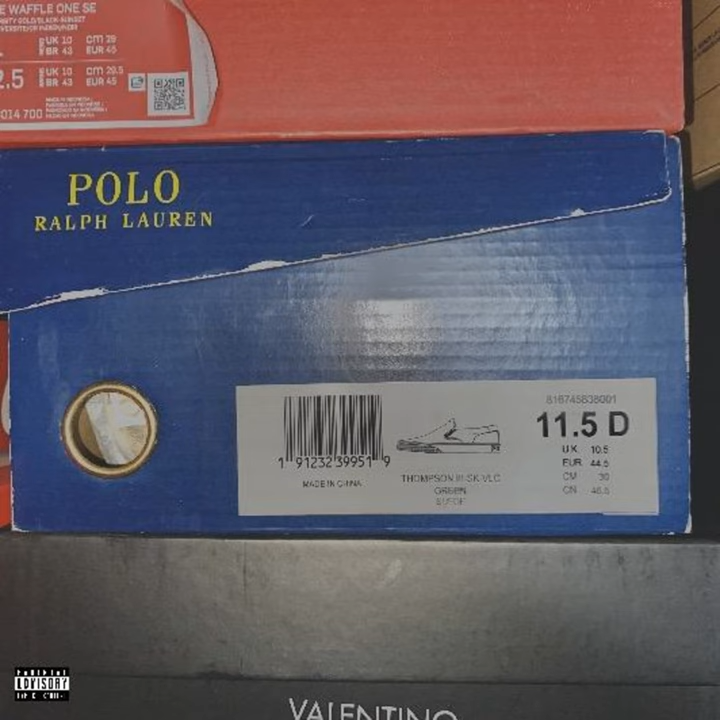 E WAFFLE ONE SE
UK 10 CM 29
BR 43 EUR 45
2.5 UK 10 CM 29.5
BR 43 EUR 45
014 700
POLO
RALPH LAUREN
816745838001
11.5 D
UK 10.5
EUR 44.5
CM 30
CN 46.5
1 91232 39951 9
MADE IN CHINA
THOMPSON III-SK-VLC
GREEN
SUEDE
ADVISORY
VALENTINO